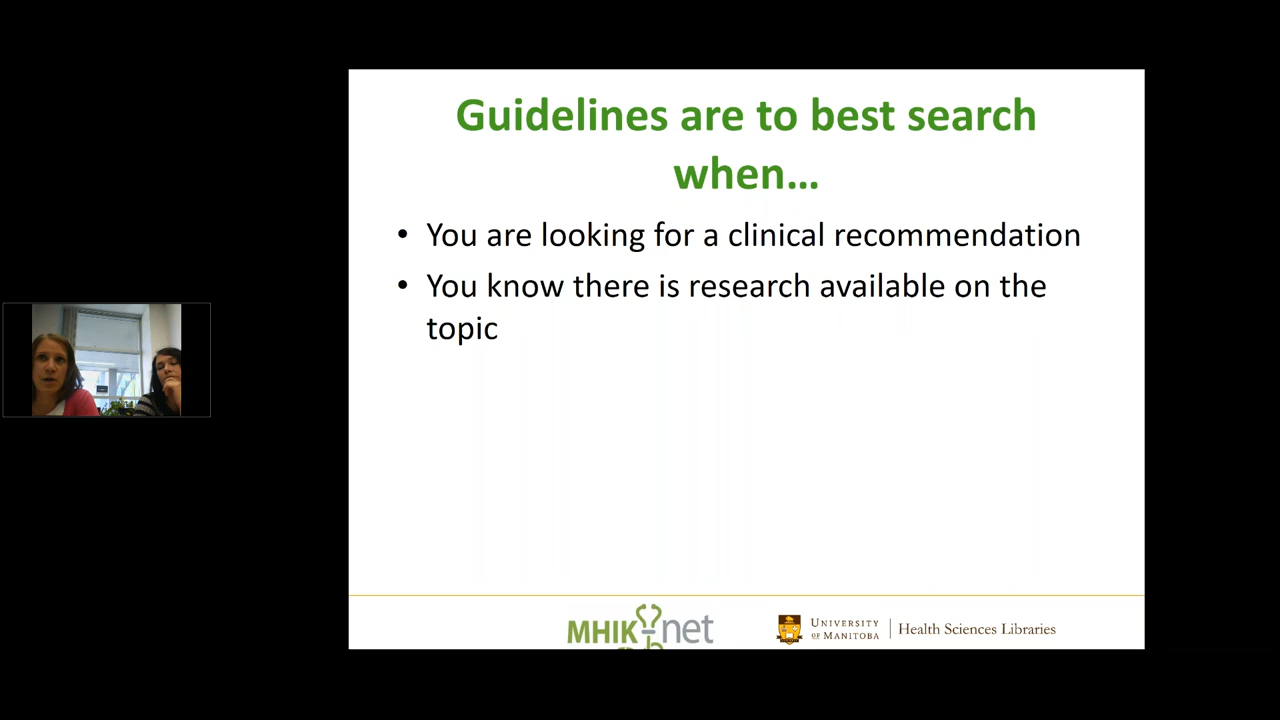 Guidelines are to best search
when…
• You are looking for a clinical recommendation
• You know there is research available on the
topic
MHIK net
UNIVERSITY
OF MANITOBA
Health Sciences Libraries